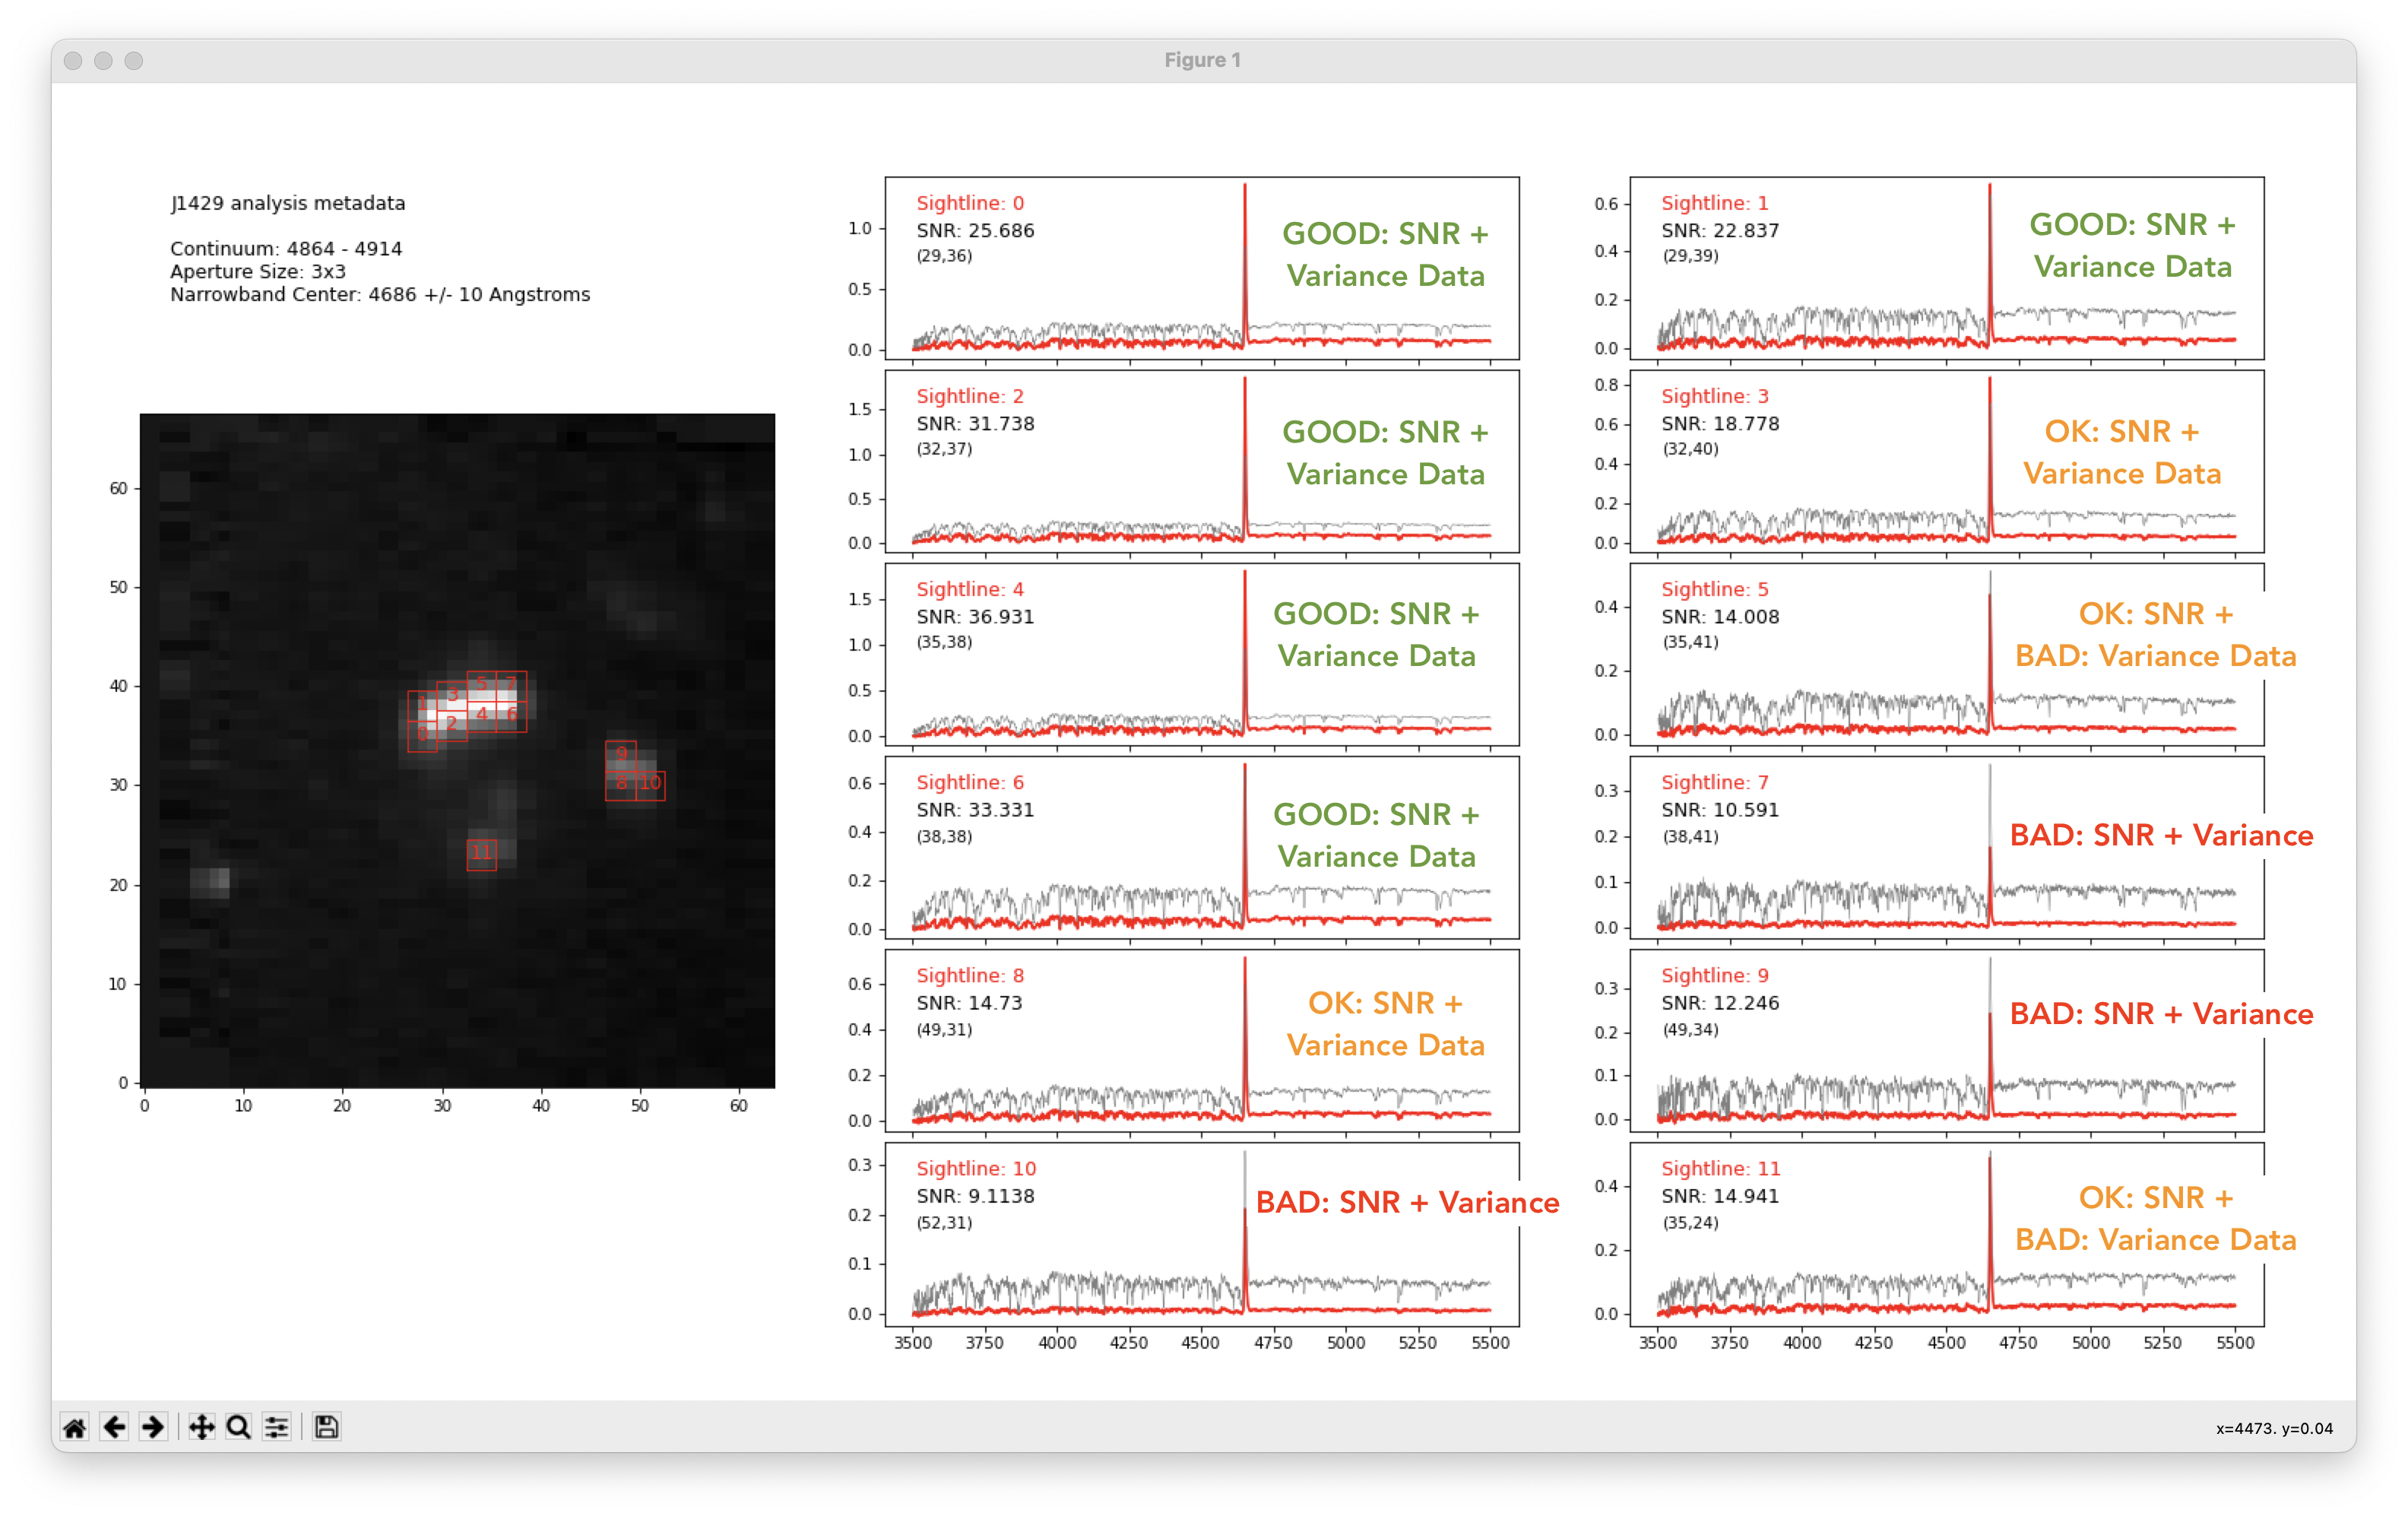 Figure 1
J1429 analysis metadata
Continuum: 4864 - 4914
Aperture Size: 3x3
Narrowband Center: 4686 +/- 10 Angstroms
60
50
40
30
20
10
0
0 10 20 30 40 50 60
1 3 5 7
0 2 4 6
9
8 10
11
Sightline: 0
SNR: 25.686
(29,36)
GOOD: SNR +
Variance Data
1.0
0.5
0.0
Sightline: 1
SNR: 22.837
(29,39)
GOOD: SNR +
Variance Data
0.6
0.4
0.2
0.0
Sightline: 2
SNR: 31.738
(32,37)
GOOD: SNR +
Variance Data
1.5
1.0
0.5
0.0
Sightline: 3
SNR: 18.778
(32,40)
OK: SNR +
Variance Data
0.8
0.6
0.4
0.2
0.0
Sightline: 4
SNR: 36.931
(35,38)
GOOD: SNR +
Variance Data
1.5
1.0
0.5
0.0
Sightline: 5
SNR: 14.008
(35,41)
OK: SNR +
BAD: Variance Data
0.4
0.2
0.0
Sightline: 6
SNR: 33.331
(38,38)
GOOD: SNR +
Variance Data
0.6
0.4
0.2
0.0
Sightline: 7
SNR: 10.591
(38,41)
BAD: SNR + Variance
0.3
0.2
0.1
0.0
Sightline: 8
SNR: 14.73
(49,31)
OK: SNR +
Variance Data
0.6
0.4
0.2
0.0
Sightline: 9
SNR: 12.246
(49,34)
BAD: SNR + Variance
0.3
0.2
0.1
0.0
Sightline: 10
SNR: 9.1138
(52,31)
BAD: SNR + Variance
0.3
0.2
0.1
0.0
3500 3750 4000 4250 4500 4750 5000 5250 5500
Sightline: 11
SNR: 14.941
(35,24)
OK: SNR +
BAD: Variance Data
0.4
0.2
0.0
3500 3750 4000 4250 4500 4750 5000 5250 5500
x=4473. y=0.04